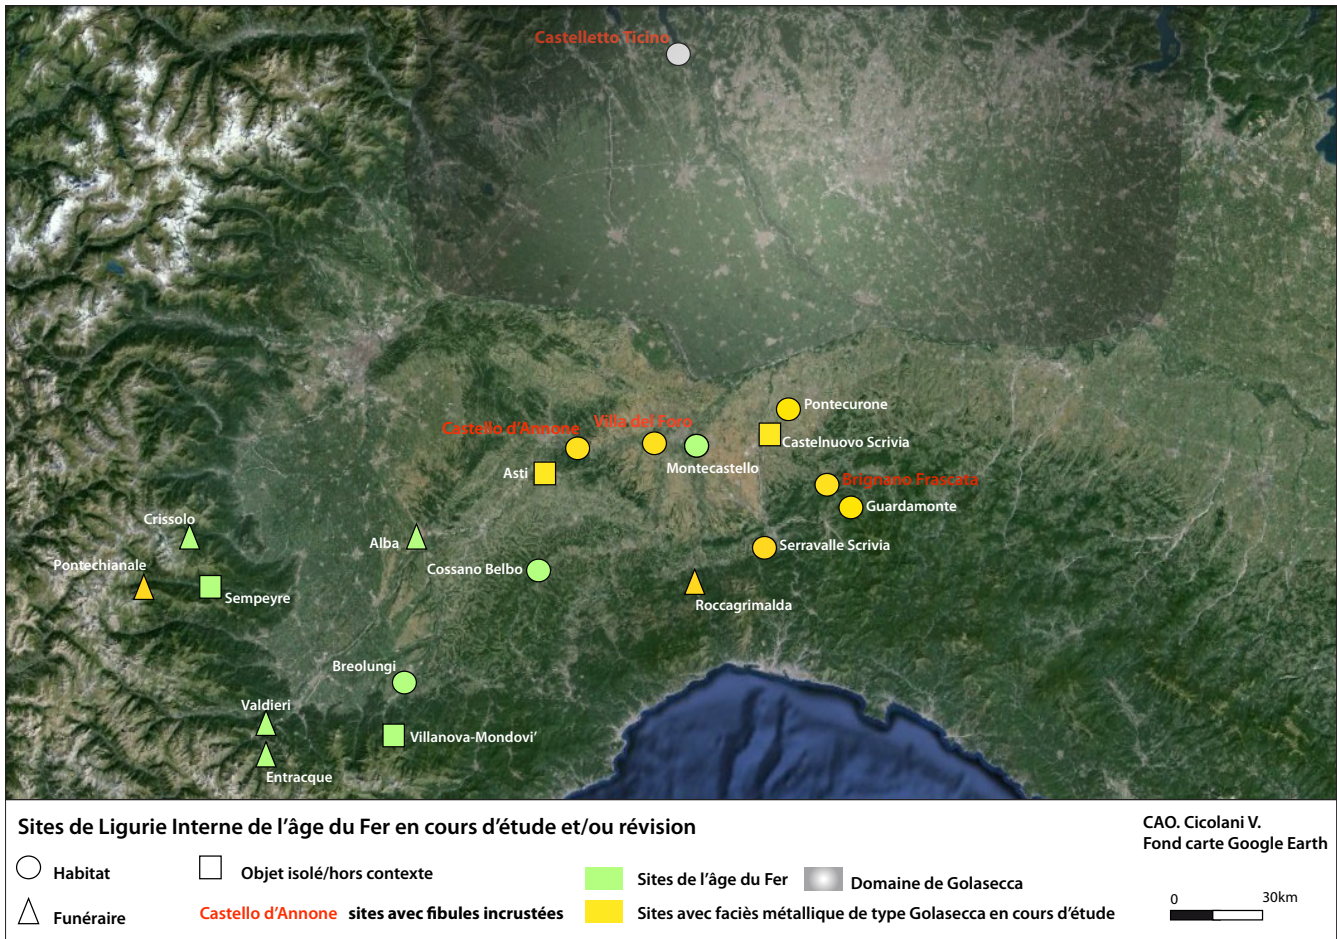 Castelletto Ticino
Pontecurone
Castelnuovo Scrivia
Castello d'Annone
Villa del Foro
Montecastello
Asti
Brignano Frascata
Guardamonte
Crissolo
Alba
Serravalle Scrivia
Pontechianale
Cossano Belbo
Sempeyre
Roccagrimalda
Breolungi
Valdieri
Villanova-Mondovi'
Entracque
Sites de Ligurie Interne de l'âge du Fer en cours d'étude et/ou révision
CAO. Cicolani V.
Fond carte Google Earth
Habitat
Objet isolé/hors contexte
Sites de l'âge du Fer
Domaine de Golasecca
Funéraire
Castello d'Annone sites avec fibules incrustées
Sites avec faciès métallique de type Golasecca en cours d'étude
0 30km